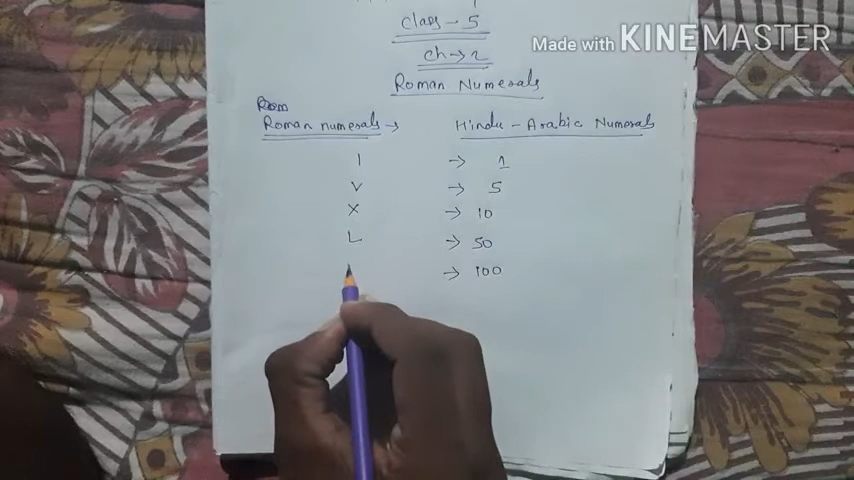 Class → 5
Made with KINEMASTER
Ch → 2
Roman Numerals
Roman numerals → Hindu - Arabic Numerals
I → 1
V → 5
X → 10
L → 50
→ 100